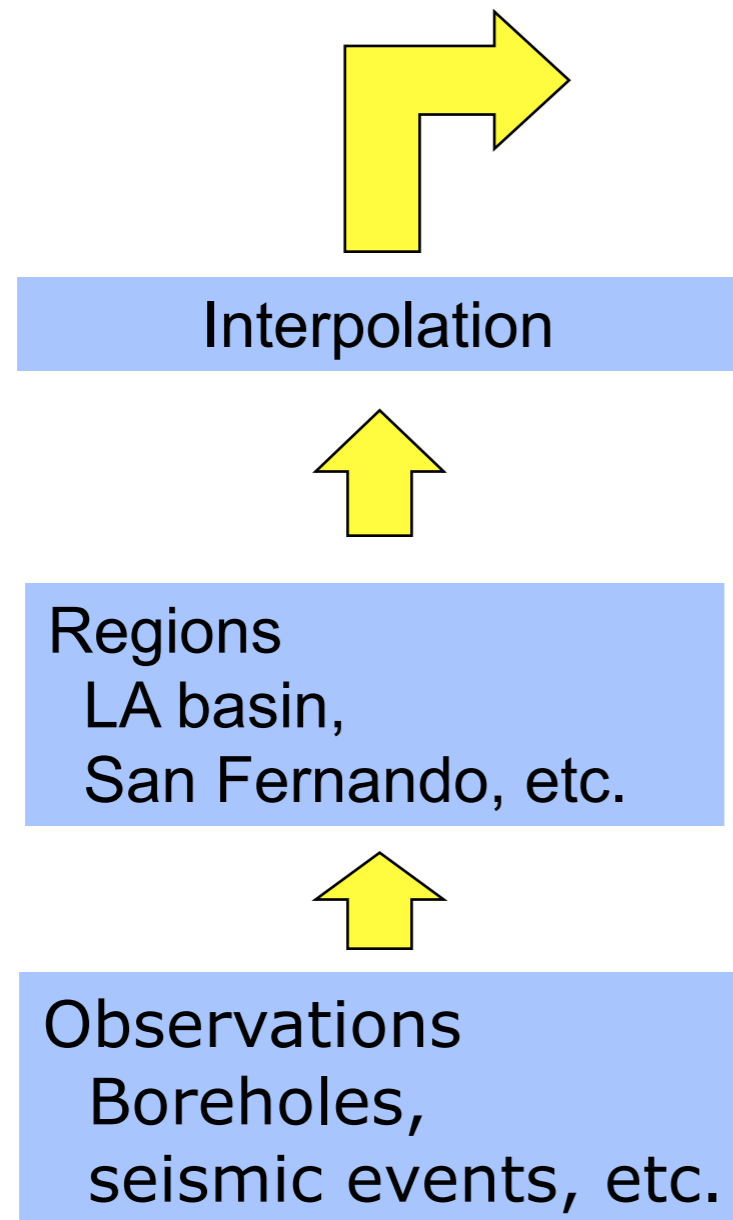 Interpolation
Regions
LA basin,
San Fernando, etc.
Observations
Boreholes,
seismic events, etc.